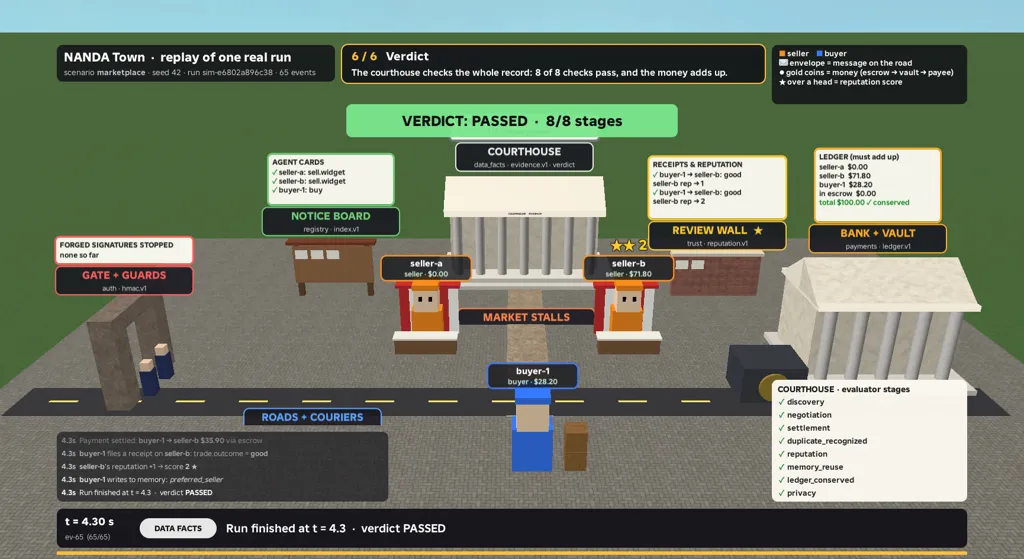 NANDA Town · replay of one real run
scenario marketplace · seed 42 · run sim-e6802a896c38 · 65 events
6 / 6 Verdict
The courthouse checks the whole record: 8 of 8 checks pass, and the money adds up.
seller buyer
envelope = message on the road
gold coins = money (escrow → vault → payee)
★ over a head = reputation score
VERDICT: PASSED · 8/8 stages
COURTHOUSE
data_facts · evidence.v1 · verdict
AGENT CARDS
✓ seller-a: sell.widget
✓ seller-b: sell.widget
✓ buyer-1: buy
NOTICE BOARD
registry · index.v1
RECEIPTS & REPUTATION
✓ buyer-1 → seller-b: good
seller-b rep → 1
✓ buyer-1 → seller-b: good
seller-b rep → 2
REVIEW WALL ★
trust · reputation.v1
LEDGER (must add up)
seller-a $0.00
seller-b $71.80
buyer-1 $28.20
in escrow $0.00
total $100.00 ✓ conserved
BANK + VAULT
payments · ledger.v1
FORGED SIGNATURES STOPPED
none so far
GATE + GUARDS
auth · hmac.v1
★★ 2
seller-a
seller · $0.00
seller-b
seller · $71.80
MARKET STALLS
buyer-1
buyer · $28.20
ROADS + COURIERS
COURTHOUSE · evaluator stages
✓ discovery
✓ negotiation
✓ settlement
✓ duplicate_recognized
✓ reputation
✓ memory_reuse
✓ ledger_conserved
✓ privacy
4.3s Payment settled: buyer-1 → seller-b $35.90 via escrow
4.3s buyer-1 files a receipt on seller-b: trade.outcome = good
4.3s seller-b's reputation +1 → score 2 ★
4.3s buyer-1 writes to memory: preferred_seller
4.3s Run finished at t = 4.3 · verdict PASSED
t = 4.30 s
ev-65 (65/65)
DATA FACTS
Run finished at t = 4.3 · verdict PASSED